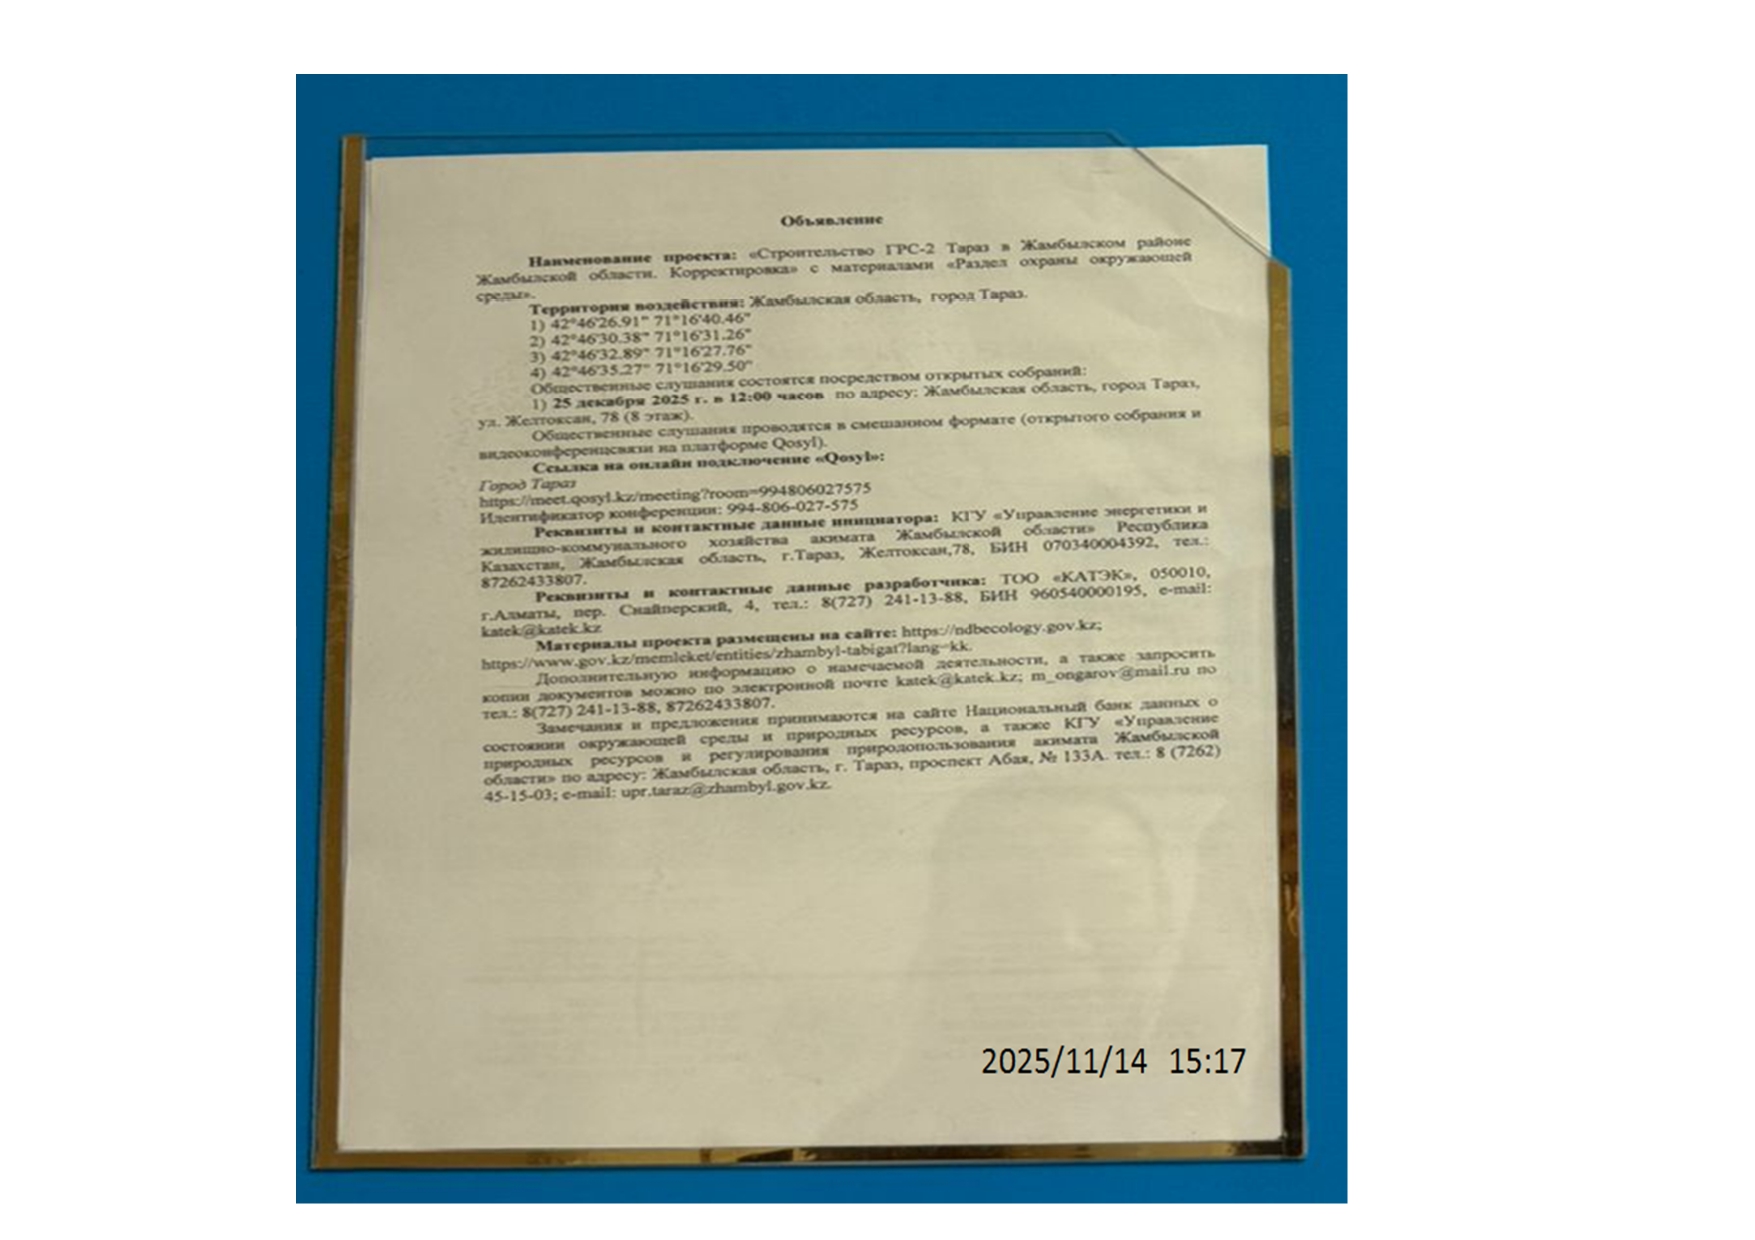 Объявление
Наименование проекта: «Строительство ГРС-2 Тараз в Жамбылском районе
Жамбылской области. Корректировка» с материалами «Раздел охраны окружающей
среды».
Территория воздействия: Жамбылская область, город Тараз.
1) 42°46'26.91" 71°16'40.46"
2) 42°46'30.38" 71°16'31.26"
3) 42°46'32.89" 71°16'27.76"
4) 42°46'35.27" 71°16'29.50"
Общественные слушания состоятся посредством открытых собраний:
1) 25 декабря 2025 г. в 12:00 часов по адресу: Жамбылская область, город Тараз,
ул. Желтоксан, 78 (8 этаж).
Общественные слушания проводятся в смешанном формате (открытого собрания и
видеоконференцсвязи на платформе Qosyl).
Ссылка на онлайн подключение «Qosyl»:
Город Тараз
https://meet.qosyl.kz/meeting?room=994806027575
Идентификатор конференции: 994-806-027-575
Реквизиты и контактные данные инициатора: КГУ «Управление энергетики и
жилищно-коммунального хозяйства акимата Жамбылской области» Республика
Казахстан, Жамбылская область, г.Тараз, Желтоксан,78, БИН 070340004392, тел.:
87262433807.
Реквизиты и контактные данные разработчика: ТОО «КАТЭК», 050010,
г.Алматы, пер. Снайперский, 4, тел.: 8(727) 241-13-88, БИН 960540000195, e-mail:
katek@katek.kz
Материалы проекта размещены на сайте: https://ndbecology.gov.kz;
https://www.gov.kz/memleket/entities/zhambyl-tabigat?lang=kk.
Дополнительную информацию о намечаемой деятельности, а также запросить
копии документов можно по электронной почте katek@katek.kz; m_ongarov@mail.ru по
тел.: 8(727) 241-13-88, 87262433807.
Замечания и предложения принимаются на сайте Национальный банк данных о
состоянии окружающей среды и природных ресурсов, а также КГУ «Управление
природных ресурсов и регулирования природопользования акимата Жамбылской
области» по адресу: Жамбылская область, г. Тараз, проспект Абая, № 133А. тел.: 8 (7262)
45-15-03; e-mail: upr.taraz@zhambyl.gov.kz.
2025/11/14 15:17